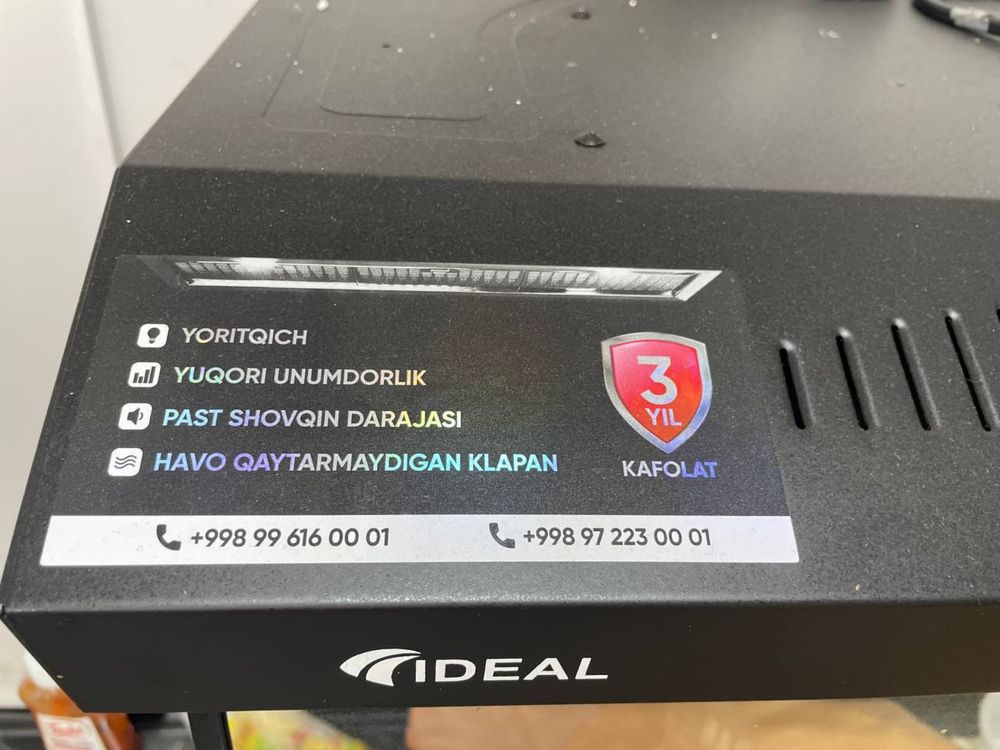 YORITQICH
YUQORI UNUMDORLIK
PAST SHOVQIN DARAJASI
HAVO QAYTARMAYDIGAN KLAPAN
3
YIL
KAFOLAT
+998 99 616 00 01
+998 97 223 00 01
IDEAL